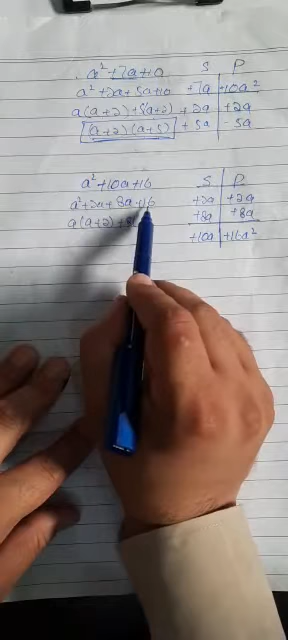 a² + 7a + 10 S P
a² + 2a + 5a + 10 +7a +10a²
a(a+2)+5(a+2) +2a +2a
(a+2)(a+5) +5a 5a
a² + 10a + 16 S P
a² + 2a + 8a + 16 +2a +2a
a(a+2)+8 +8a +8a
+10a +16a²